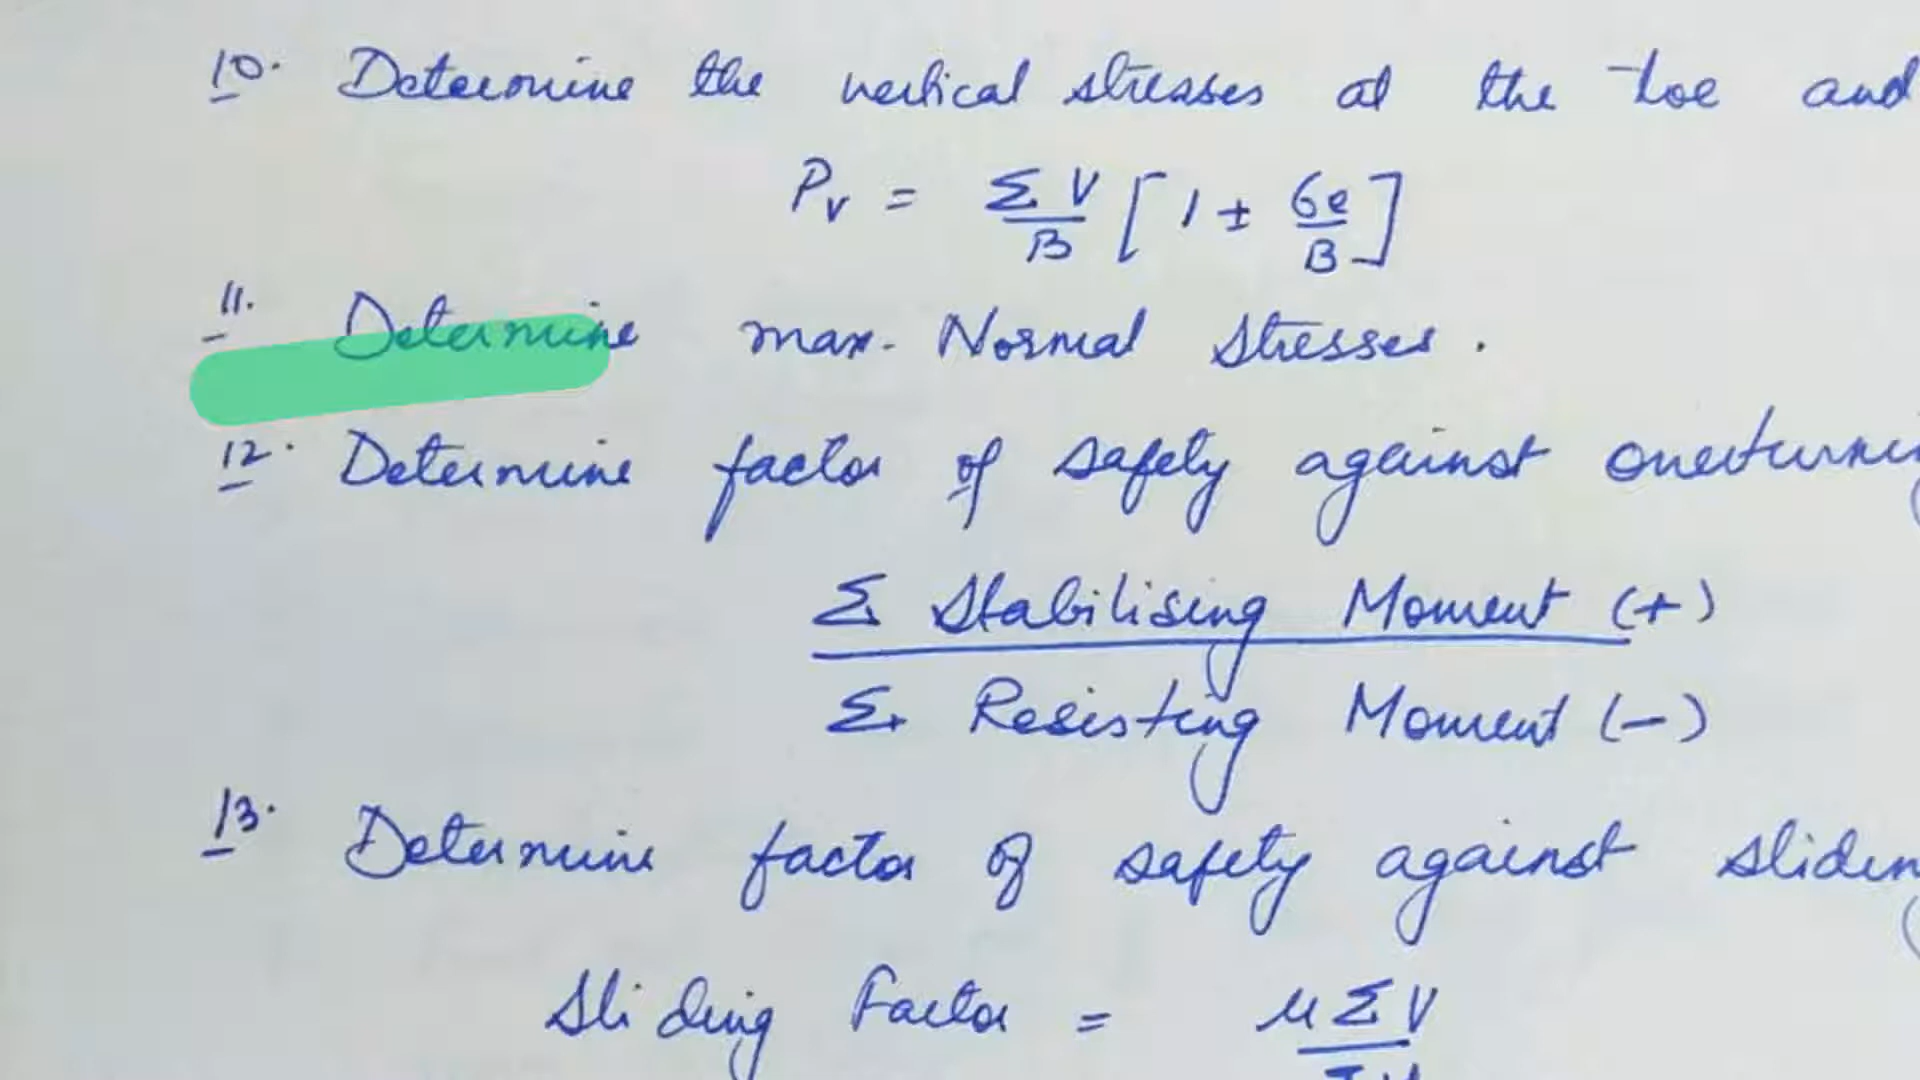 10. Determine the vertical stresses at the toe and
Pv = ΣV/B [1 ± 6e/B]
11. Determine max. Normal Stresses.
12. Determine factor of safety against overturnin
Σ Stabilising Moment (+)
Σ Resisting Moment (-)
13. Determine factor of safety against sliding
Sliding Factor = μΣV